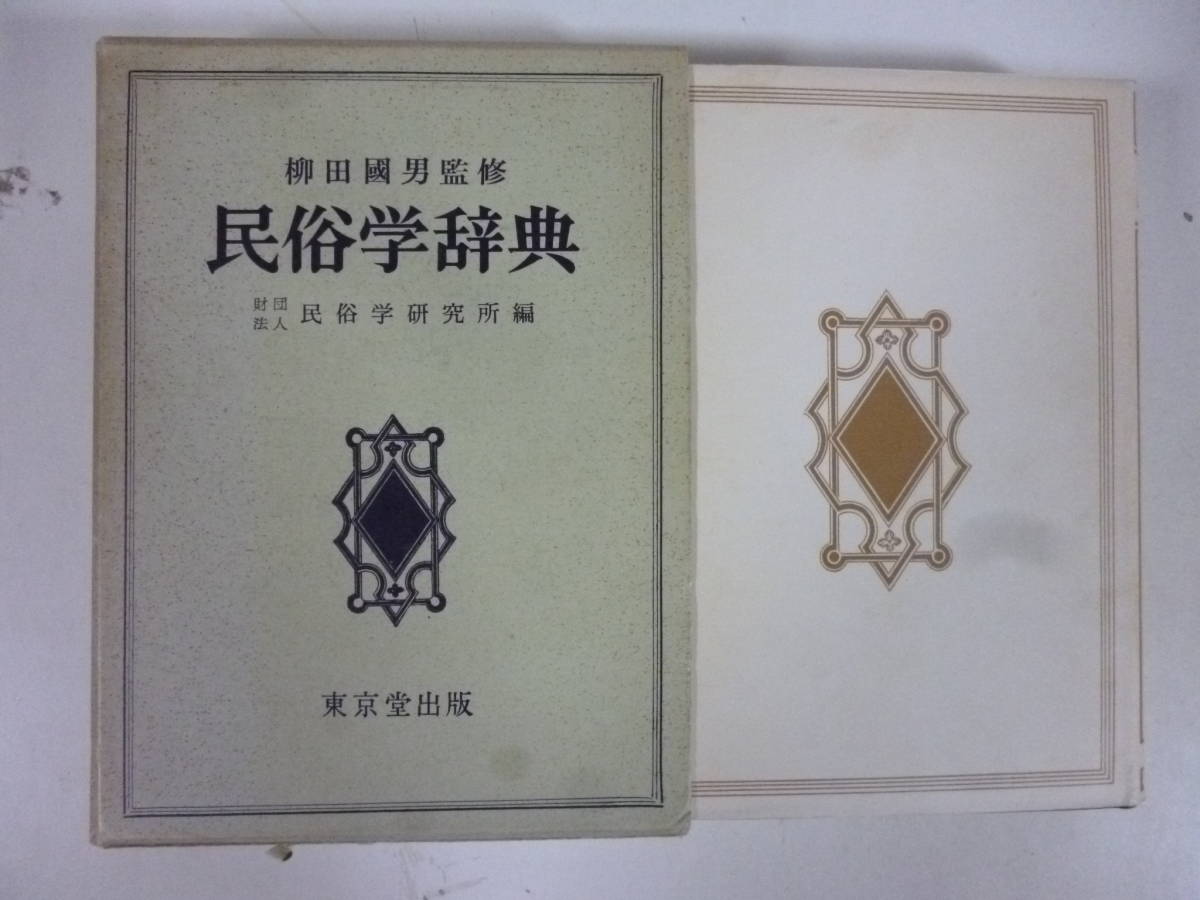 柳田國男監修
民俗学辞典
財団法人 民俗学研究所編
東京堂出版